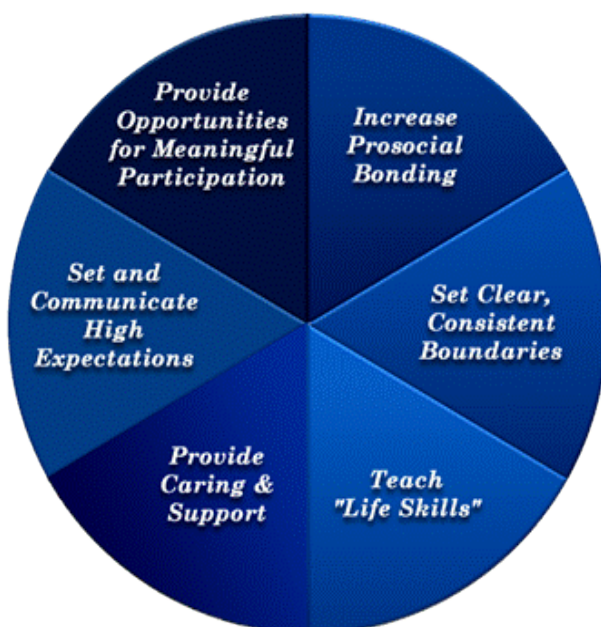 Provide
Opportunities
for Meaningful
Participation
Increase
Prosocial
Bonding
Set and
Communicate
High
Expectations
Set Clear,
Consistent
Boundaries
Provide
Caring &
Support
Teach
"Life Skills"